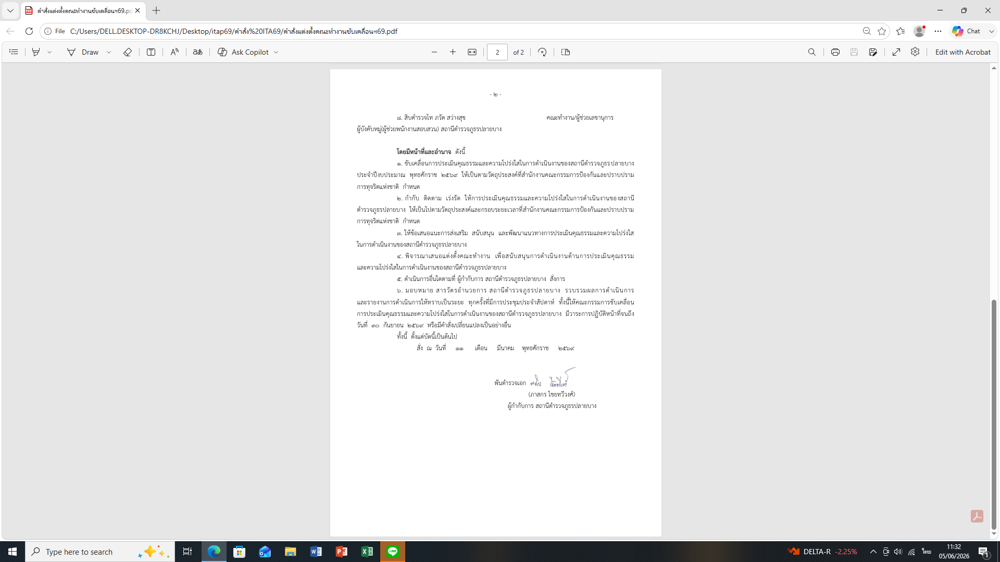 คำสั่งแต่งตั้งคณะทำงานขับเคลื่อนฯ69.pd
File C:/Users/DELL.DESKTOP-DR8KCHJ/Desktop/itap69/คำสั่ง%20ITA69/คำสั่งแต่งตั้งคณะทำงานขับเคลื่อนฯ69.pdf
Chat
Draw
aあ
Ask Copilot
2 of 2
Edit with Acrobat
- ๒ -
๘. สิบตำรวจโท ภวัต สว่างสุข คณะทำงาน/ผู้ช่วยเลขานุการ
ผู้บังคับหมู่(ผู้ช่วยพนักงานสอบสวน) สถานีตำรวจภูธรปลายบาง
โดยมีหน้าที่และอำนาจ ดังนี้
๑. ขับเคลื่อนการประเมินคุณธรรมและความโปร่งใสในการดำเนินงานของสถานีตำรวจภูธรปลายบาง
ประจำปีงบประมาณ พุทธศักราช ๒๕๖๙ ให้เป็นตามวัตถุประสงค์ที่สำนักงานคณะกรรมการป้องกันและปราบปราม
การทุจริตแห่งชาติ กำหนด
๒. กำกับ ติดตาม เร่งรัด ให้การประเมินคุณธรรมและความโปร่งใสในการดำเนินงานของสถานี
ตำรวจภูธรปลายบาง ให้เป็นไปตามวัตถุประสงค์และกรอบระยะเวลาที่สำนักงานคณะกรรมการป้องกันและปราบปราม
การทุจริตแห่งชาติ กำหนด
๓. ให้ข้อเสนอแนะการส่งเสริม สนับสนุน และพัฒนาแนวทางการประเมินคุณธรรมและความโปร่งใส
ในการดำเนินงานของสถานีตำรวจภูธรปลายบาง
๔. พิจารณาเสนอแต่งตั้งคณะทำงาน เพื่อสนับสนุนการดำเนินงานด้านการประเมินคุณธรรม
และความโปร่งใสในการดำเนินงานของสถานีตำรวจภูธรปลายบาง
๕. ดำเนินการอื่นใดตามที่ ผู้กำกับการ สถานีตำรวจภูธรปลายบาง สั่งการ
๖. มอบหมาย สารวัตรอำนวยการ สถานีตำรวจภูธรปลายบาง รวบรวมผลการดำเนินการ
และรายงานการดำเนินการให้ทราบเป็นระยะ ทุกครั้งที่มีการประชุมประจำสัปดาห์ ทั้งนี้ให้คณะกรรมการขับเคลื่อน
การประเมินคุณธรรมและความโปร่งใสในการดำเนินงานของสถานีตำรวจภูธรปลายบาง มีวาระการปฏิบัติหน้าที่จนถึง
วันที่ ๓๐ กันยายน ๒๕๖๙ หรือมีคำสั่งเปลี่ยนแปลงเป็นอย่างอื่น
ทั้งนี้ ตั้งแต่บัดนี้เป็นต้นไป
สั่ง ณ วันที่ ๑๑ เดือน มีนาคม พุทธศักราช ๒๕๖๙
พันตำรวจเอก
(ภาสกร ไชยทวีวงศ์)
ผู้กำกับการ สถานีตำรวจภูธรปลายบาง
Type here to search
DELTA-R -2.25%
ไทย
11:32
05/06/2026
1